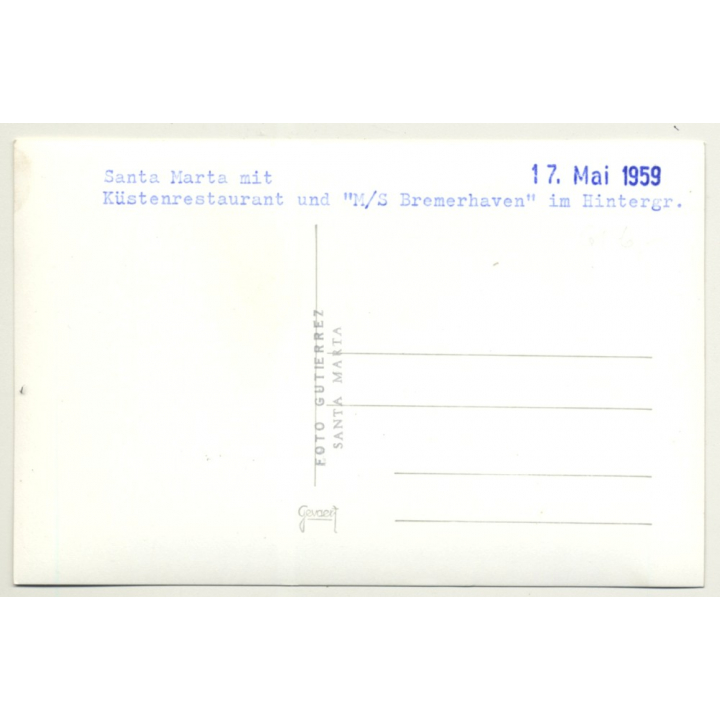 Santa Marta mit
17. Mai 1959
Küstenrestaurant und "M/S Bremerhaven" im Hintergr.
FOTO GUTIERREZ
SANTA MARTA
Gevaert